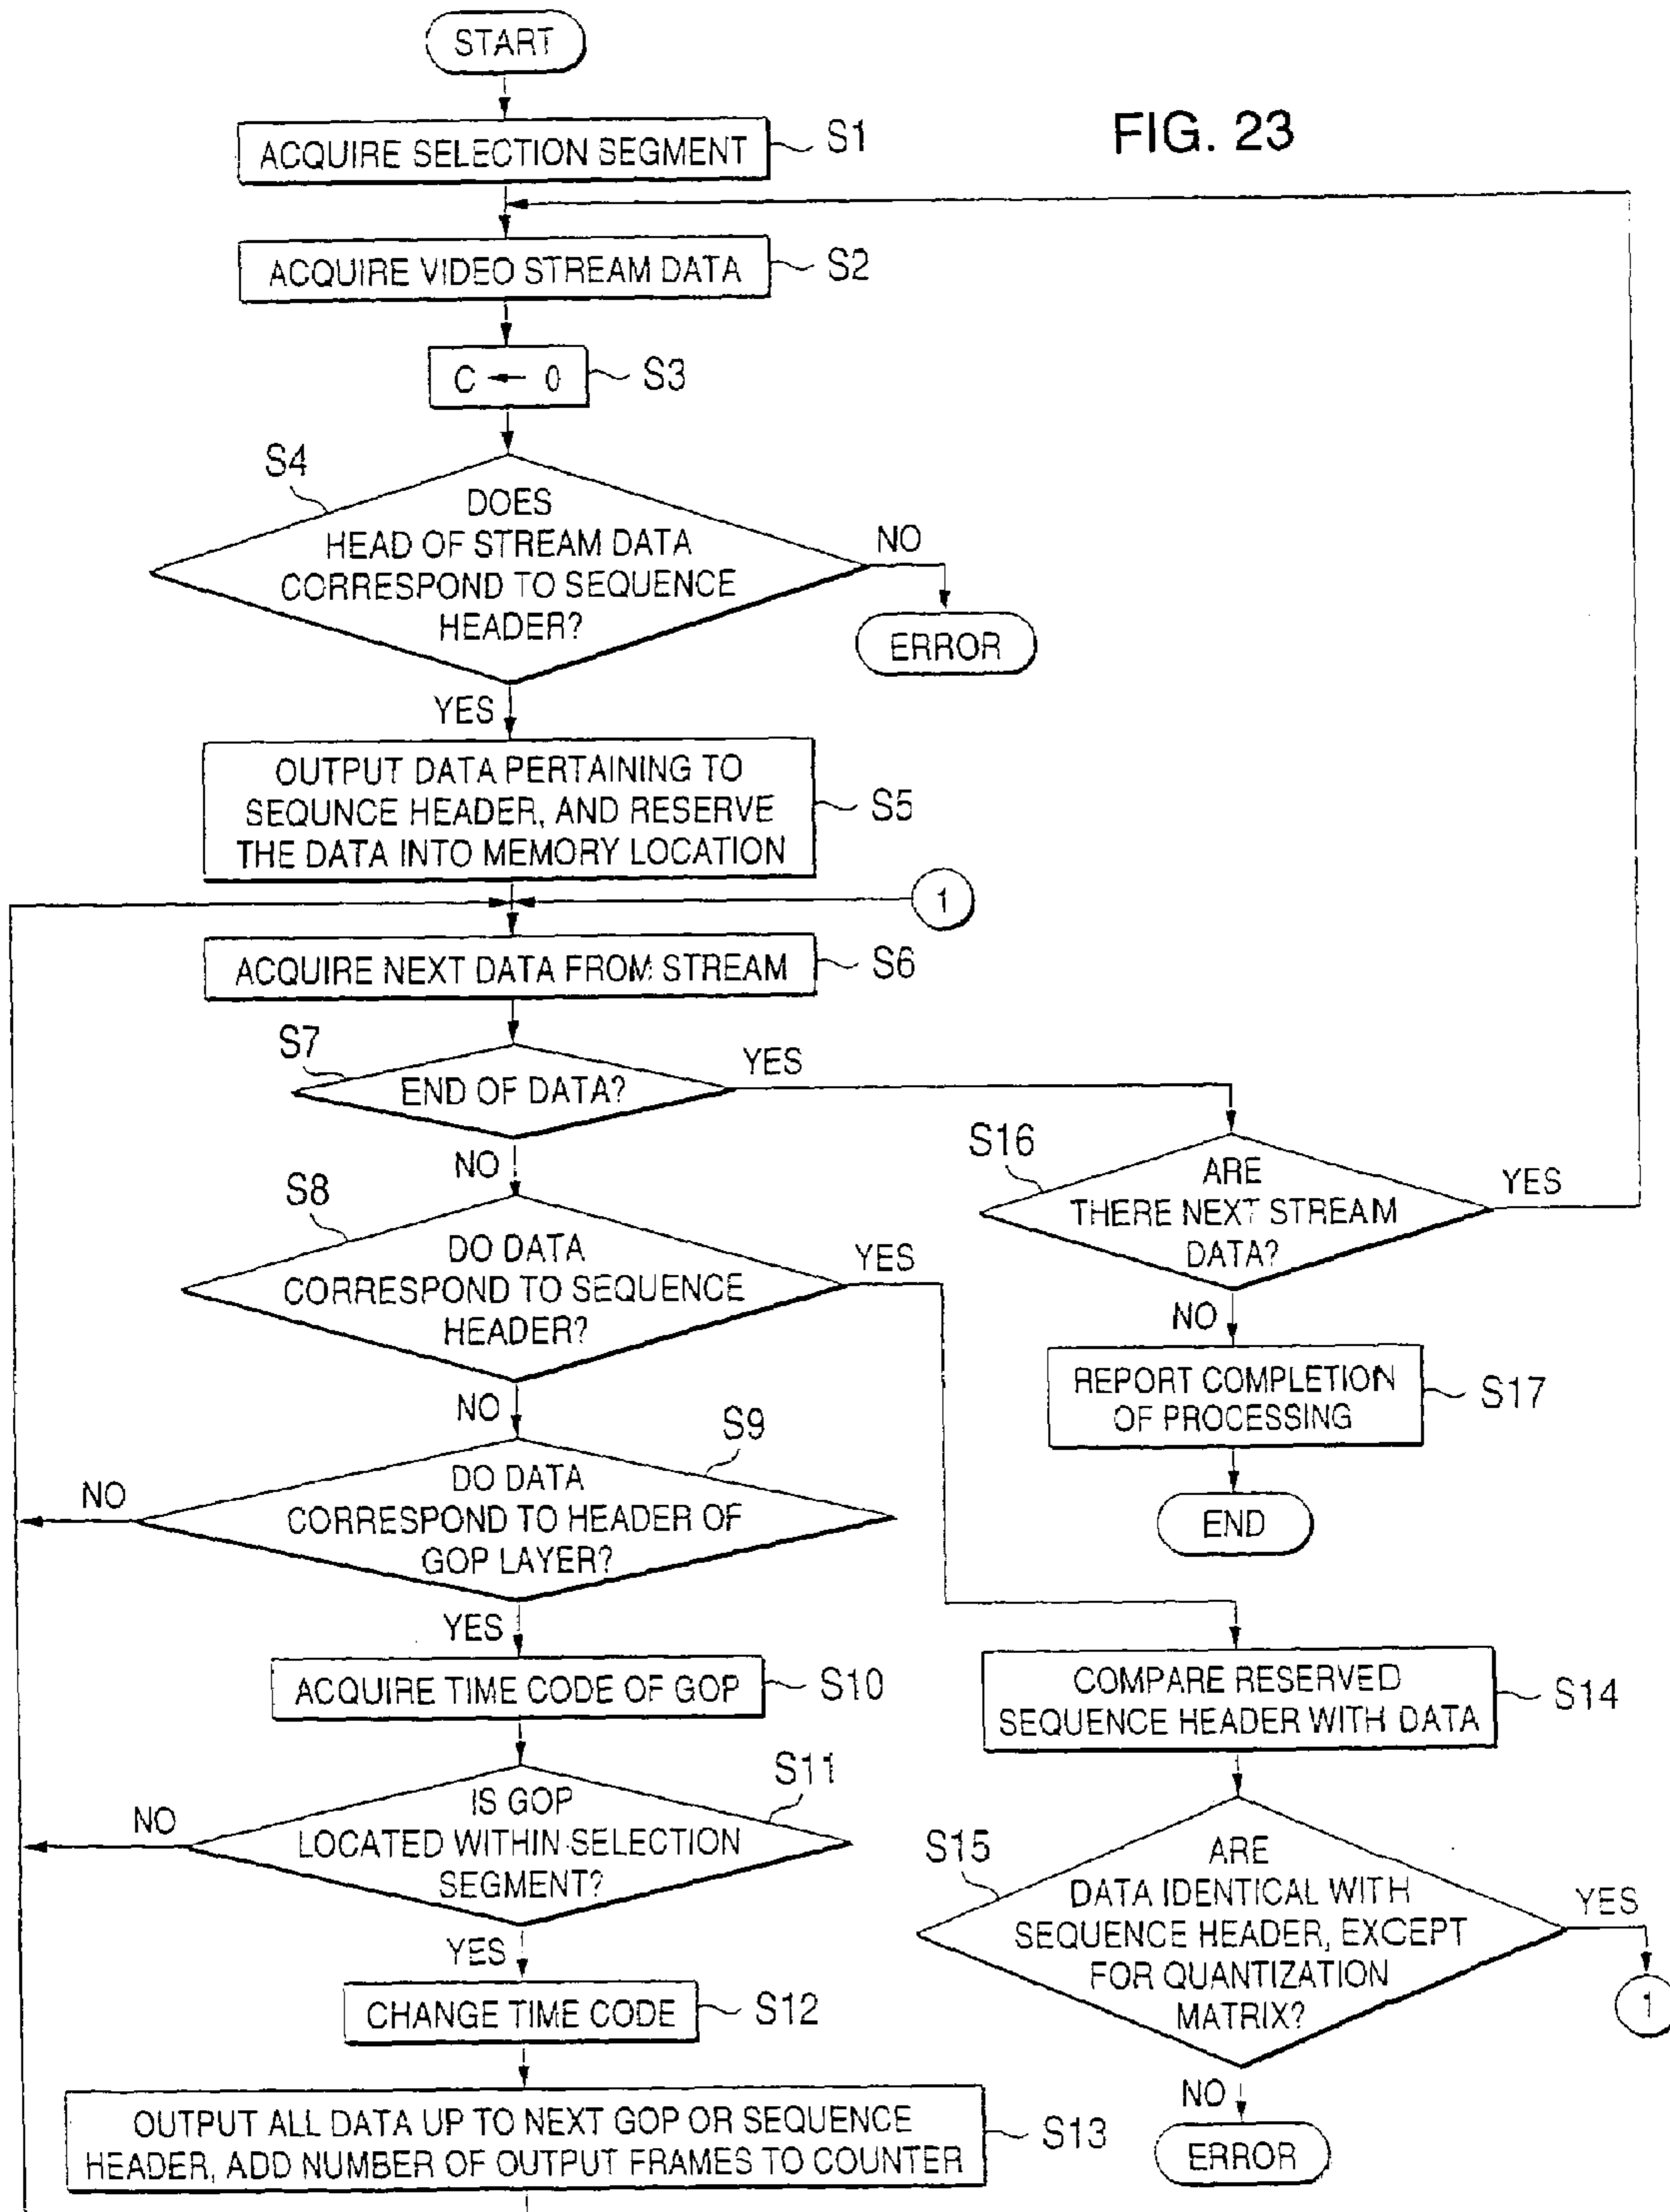 START
FIG. 23
ACQUIRE SELECTION SEGMENT
S1
ACQUIRE VIDEO STREAM DATA
S2
C ← 0
S3
S4
DOES
HEAD OF STREAM DATA
CORRESPOND TO SEQUENCE
HEADER?
NO
ERROR
YES
OUTPUT DATA PERTAINING TO
SEQUNCE HEADER, AND RESERVE
THE DATA INTO MEMORY LOCATION
S5
1
ACQUIRE NEXT DATA FROM STREAM
S6
S7
END OF DATA?
YES
NO
S16
ARE
THERE NEXT STREAM
DATA?
YES
NO
REPORT COMPLETION
OF PROCESSING
S17
END
S8
DO DATA
CORRESPOND TO SEQUENCE
HEADER?
YES
NO
S9
DO DATA
CORRESPOND TO HEADER OF
GOP LAYER?
NO
YES
ACQUIRE TIME CODE OF GOP
S10
S11
IS GOP
LOCATED WITHIN SELECTION
SEGMENT?
NO
YES
CHANGE TIME CODE
S12
OUTPUT ALL DATA UP TO NEXT GOP OR SEQUENCE
HEADER, ADD NUMBER OF OUTPUT FRAMES TO COUNTER
S13
COMPARE RESERVED
SEQUENCE HEADER WITH DATA
S14
S15
ARE
DATA IDENTICAL WITH
SEQUENCE HEADER, EXCEPT
FOR QUANTIZATION
MATRIX?
YES
1
NO
ERROR